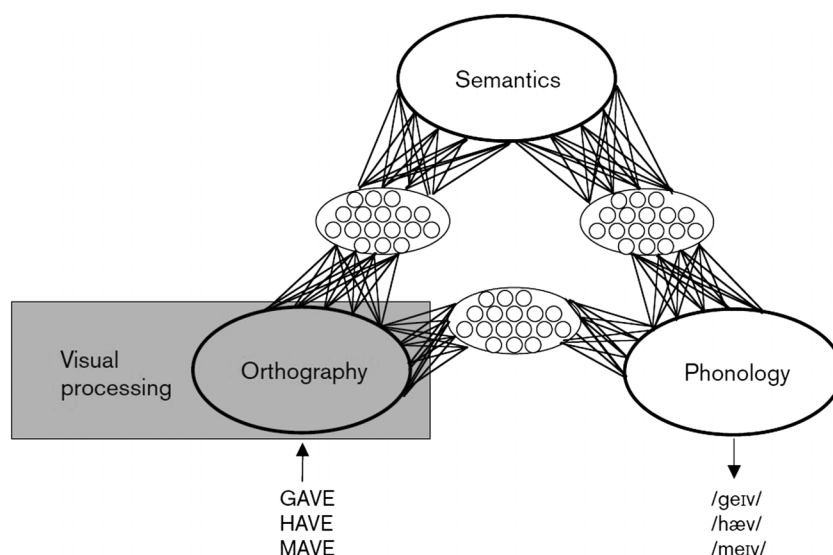 Semantics
Visual
processing
Orthography
Phonology
GAVE
HAVE
MAVE
/geɪv/
/hæv/
/meɪv/